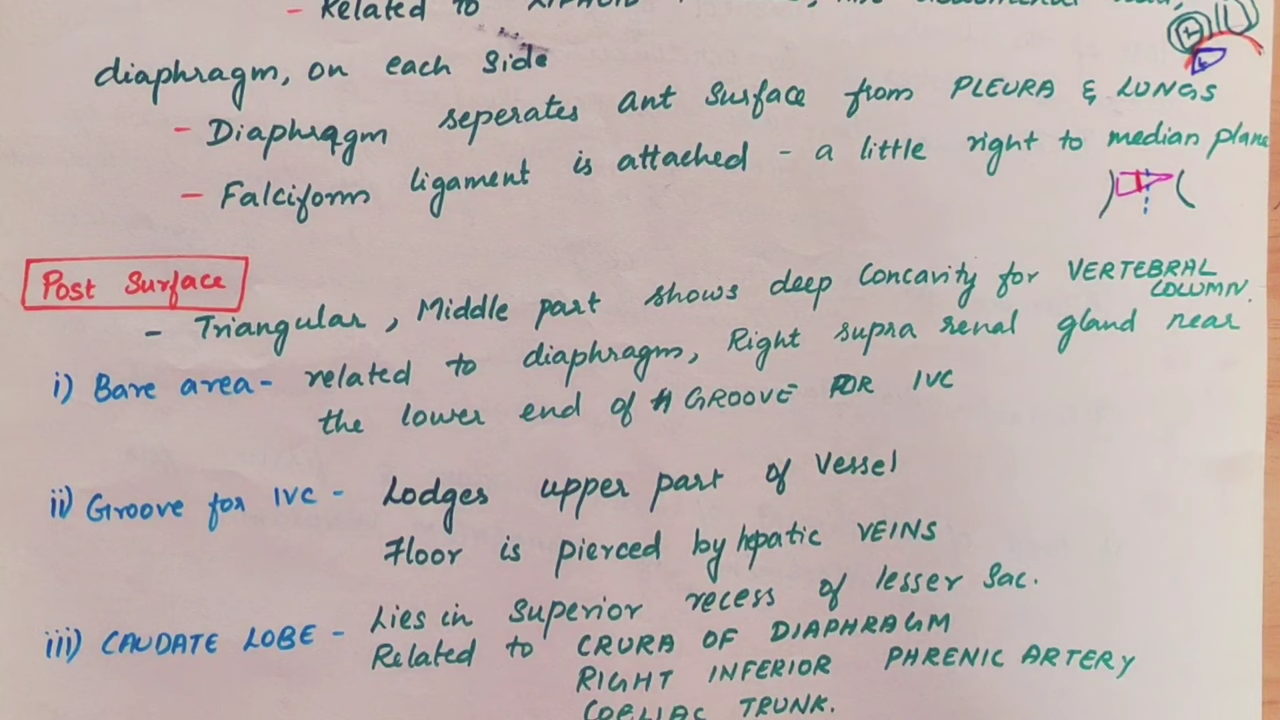 - Related to XIPHOID
diaphragm, on each side
- Diaphragm seperates ant surface from PLEURA & LUNGS
- Falciform ligament is attached - a little right to median plane
Post Surface
- Triangular, Middle part shows deep concavity for VERTEBRAL COLUMN.
i) Bare area - related to diaphragm, Right supra renal gland near
the lower end of GROOVE FOR IVC
ii) Groove for IVC - Lodges upper part of Vessel
Floor is pierced by hepatic VEINS
iii) CAUDATE LOBE - Lies in superior recess of lesser sac.
Related to CRURA OF DIAPHRAGM
RIGHT INFERIOR PHRENIC ARTERY
COELIAC TRUNK.